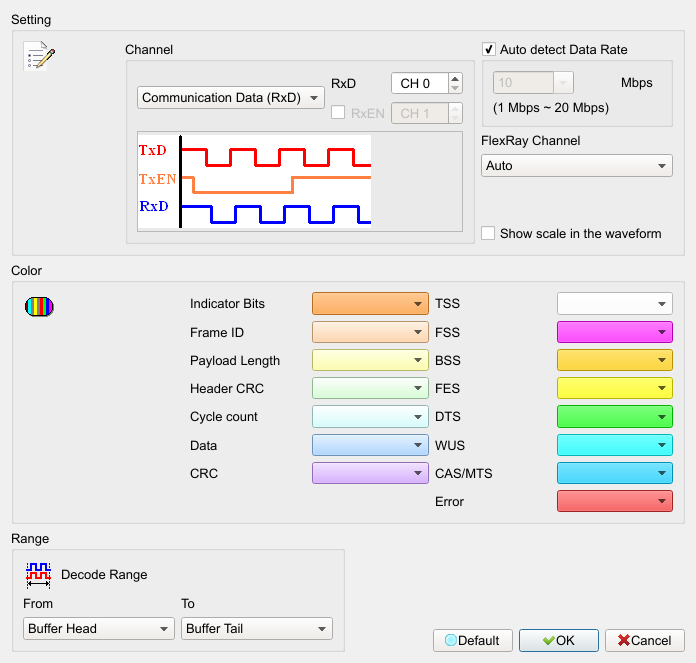 Setting
Channel
Communication Data (RxD)
RxD
CH 0
RxEN
CH 1
TxD
TxEN
RxD
Auto detect Data Rate
10
Mbps
(1 Mbps ~ 20 Mbps)
FlexRay Channel
Auto
Show scale in the waveform
Color
Indicator Bits
Frame ID
Payload Length
Header CRC
Cycle count
Data
CRC
TSS
FSS
BSS
FES
DTS
WUS
CAS/MTS
Error
Range
Decode Range
From
To
Buffer Head
Buffer Tail
Default
OK
Cancel